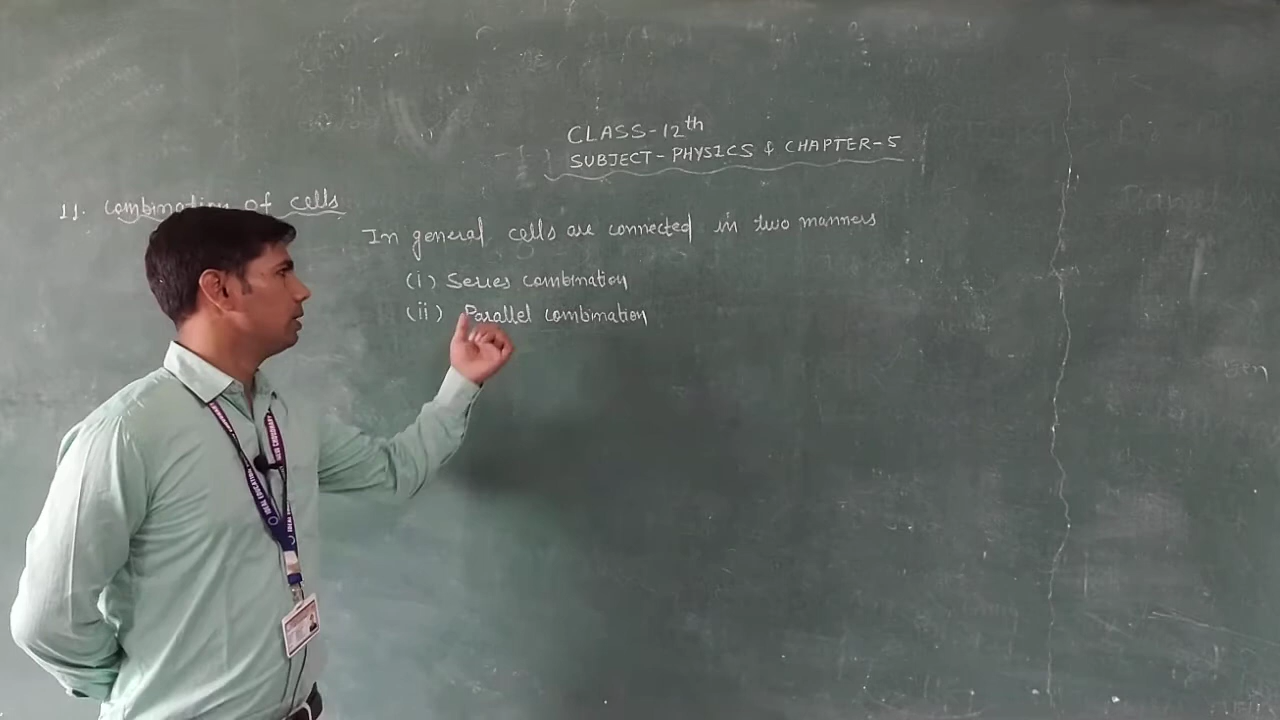 CLASS-12th
SUBJECT-PHYSICS & CHAPTER-5
11. Combination of cells
In general cells are connected in two manners
(i) Series combination
(ii) Parallel combination